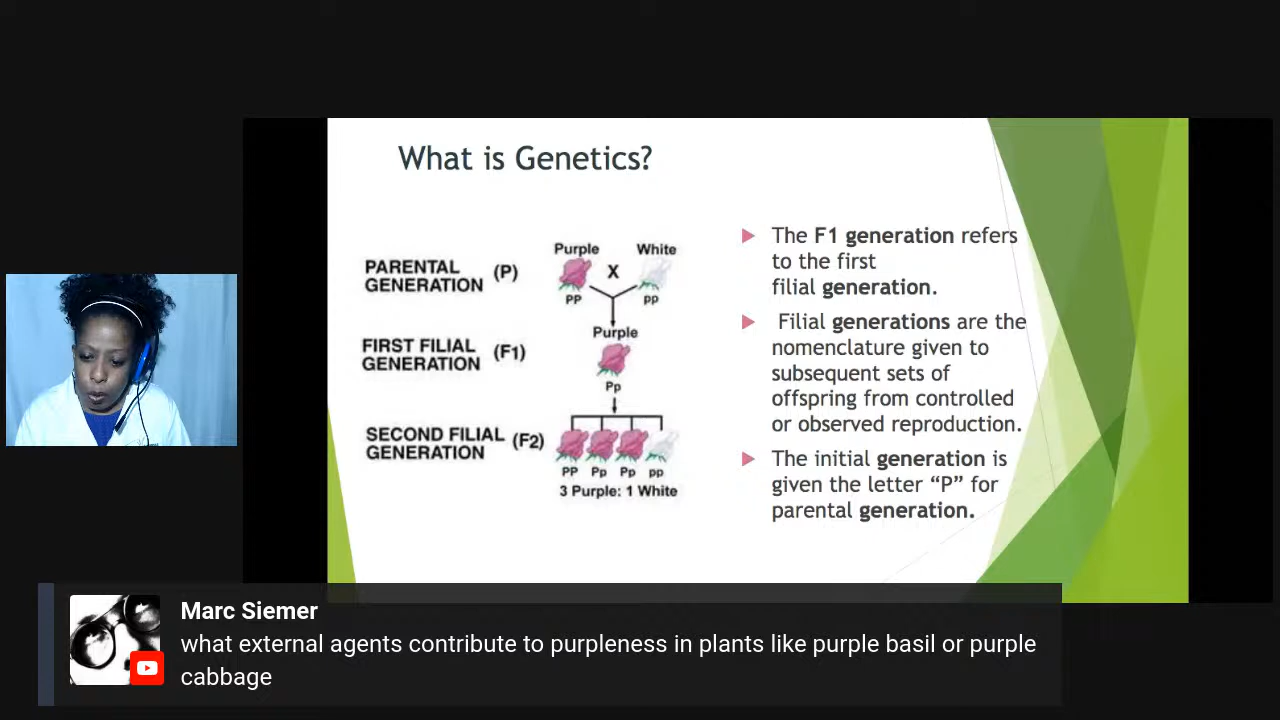 What is Genetics?
Purple White
PARENTAL
GENERATION (P)
X
PP pp
Purple
FIRST FILIAL
GENERATION (F1)
Pp
SECOND FILIAL
GENERATION (F2)
PP Pp Pp pp
3 Purple: 1 White
The F1 generation refers
to the first
filial generation.
Filial generations are the
nomenclature given to
subsequent sets of
offspring from controlled
or observed reproduction.
The initial generation is
given the letter “P” for
parental generation.
Marc Siemer
what external agents contribute to purpleness in plants like purple basil or purple
cabbage